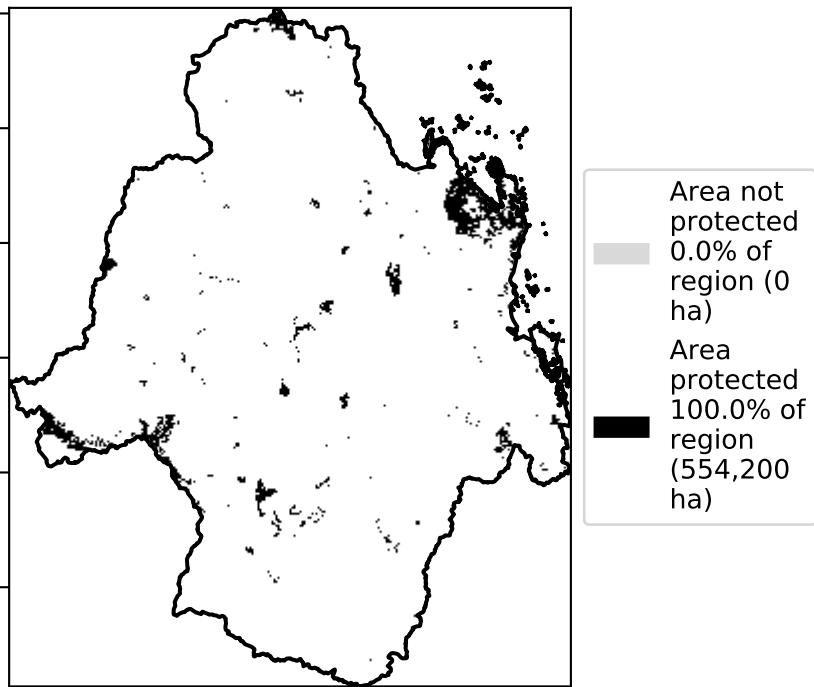 Area not
protected
0.0% of
region (0
ha)
Area
protected
100.0% of
region
(554,200
ha)